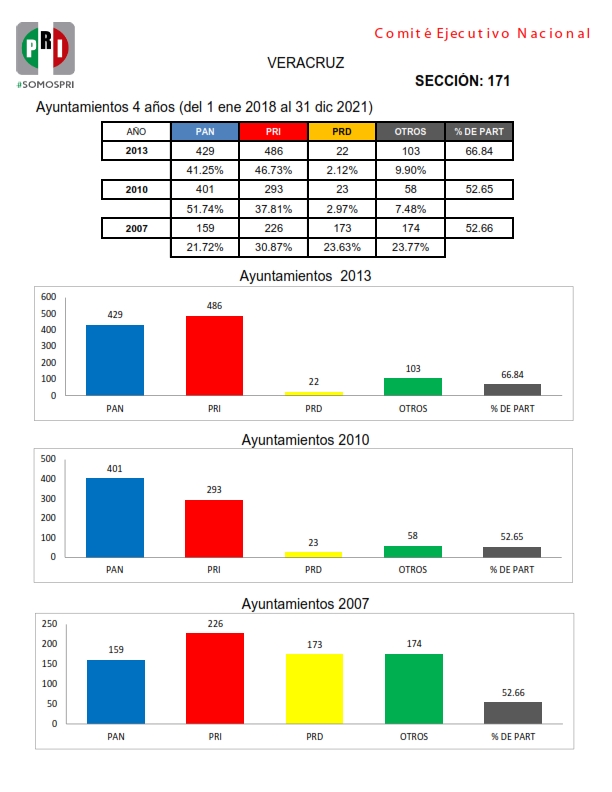 Comité Ejecutivo Nacional
PRI
#SOMOSPRI
VERACRUZ
SECCIÓN: 171
Ayuntamientos 4 años (del 1 ene 2018 al 31 dic 2021)
AÑO PAN PRI PRD OTROS % DE PART
2013 429 486 22 103 66.84
41.25% 46.73% 2.12% 9.90%
2010 401 293 23 58 52.65
51.74% 37.81% 2.97% 7.48%
2007 159 226 173 174 52.66
21.72% 30.87% 23.63% 23.77%
Ayuntamientos 2013
600
500
400
300
200
100
0
429 486 22 103 66.84
PAN PRI PRD OTROS % DE PART
Ayuntamientos 2010
500
400
300
200
100
0
401 293 23 58 52.65
PAN PRI PRD OTROS % DE PART
Ayuntamientos 2007
250
200
150
100
50
0
159 226 173 174 52.66
PAN PRI PRD OTROS % DE PART